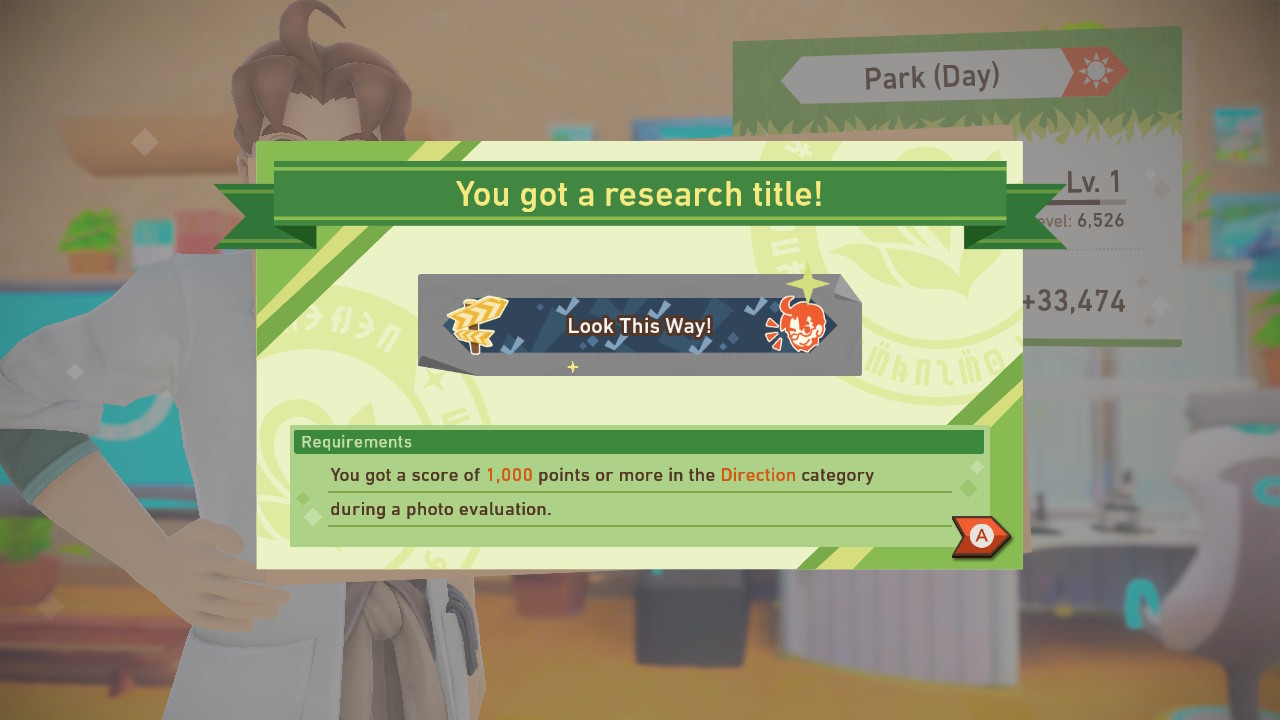 Park (Day)
You got a research title!
Lv. 1
6,526
Look This Way!
+33,474
Requirements
You got a score of 1,000 points or more in the Direction category
during a photo evaluation.
A